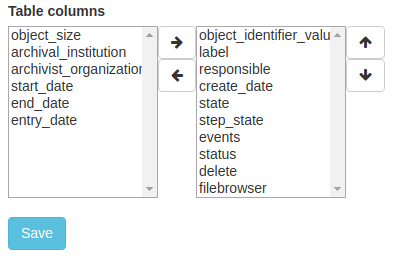 Table columns
object_size
archival_institution
archivist_organization
start_date
end_date
entry_date
object_identifier_valu
label
responsible
create_date
state
step_state
events
status
delete
filebrowser
Save